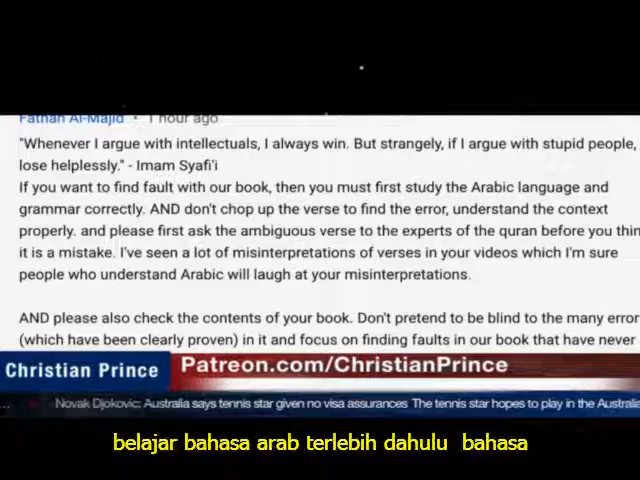 Fathan Al-Majid • 1 hour ago
"Whenever I argue with intellectuals, I always win. But strangely, if I argue with stupid people,
lose helplessly." - Imam Syafi'i
If you want to find fault with our book, then you must first study the Arabic language and
grammar correctly. AND don't chop up the verse to find the error, understand the context
properly. and please first ask the ambiguous verse to the experts of the quran before you thin
it is a mistake. I've seen a lot of misinterpretations of verses in your videos which I'm sure
people who understand Arabic will laugh at your misinterpretations.
AND please also check the contents of your book. Don't pretend to be blind to the many error
(which have been clearly proven) in it and focus on finding faults in our book that have never
Christian Prince
Patreon.com/ChristianPrince
... Novak Djokovic: Australia says tennis star given no visa assurances The tennis star hopes to play in the Australia
belajar bahasa arab terlebih dahulu bahasa